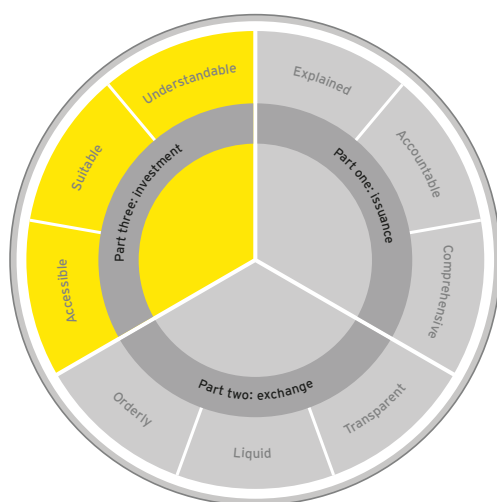 Understandable
Explained
Suitable
Accountable
Part three: investment
Part one: issuance
Accessible
Comprehensive
Part two: exchange
Orderly
Transparent
Liquid